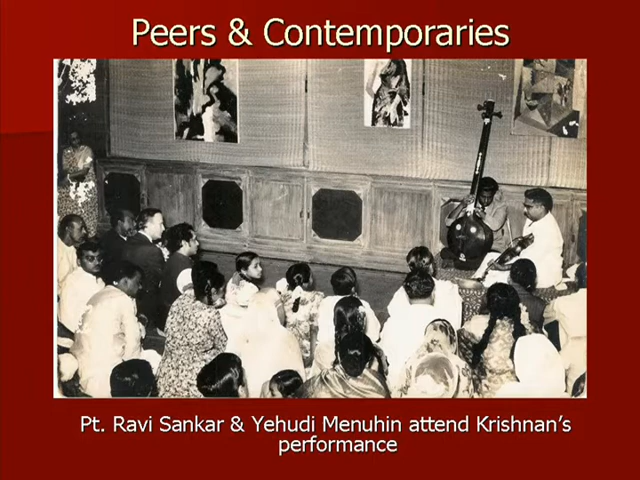 Peers & Contemporaries
Pt. Ravi Sankar & Yehudi Menuhin attend Krishnan's
performance